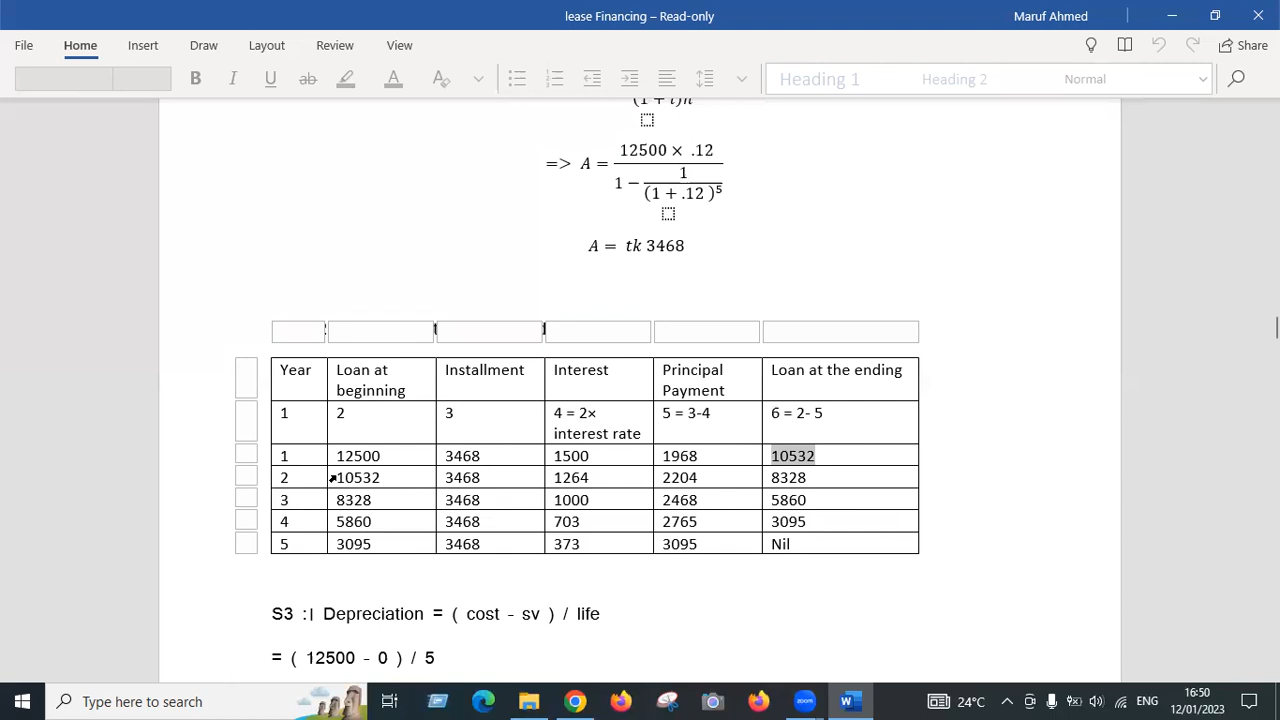 lease Financing – Read-only
Maruf Ahmed
File Home Insert Draw Layout Review View
Share
B I U ab A
Heading 1 Heading 2 Normal
(1 + i)n
=> A = 12500 × .12
1 − 1
(1 + .12 )5
A = tk 3468
Year Loan at beginning Installment Interest Principal Payment Loan at the ending
1 2 3 4 = 2× interest rate 5 = 3-4 6 = 2- 5
1 12500 3468 1500 1968 10532
2 10532 3468 1264 2204 8328
3 8328 3468 1000 2468 5860
4 5860 3468 703 2765 3095
5 3095 3468 373 3095 Nil
S3 :| Depreciation = ( cost - sv ) / life
= ( 12500 - 0 ) / 5
Type here to search
zoom
24°C
ENG
16:50
12/01/2023